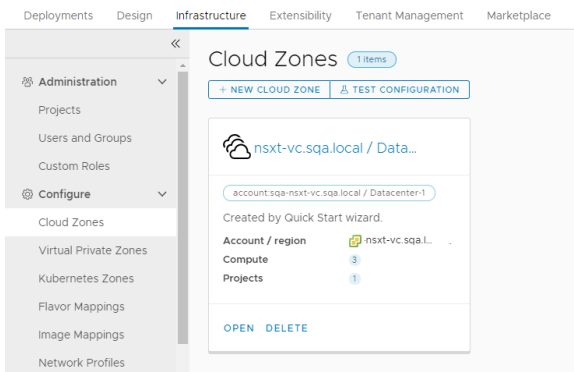 Deployments Design Infrastructure Extensibility Tenant Management Marketplace
«
Administration
Projects
Users and Groups
Custom Roles
Configure
Cloud Zones
Virtual Private Zones
Kubernetes Zones
Flavor Mappings
Image Mappings
Network Profiles
Cloud Zones 1 items
+ NEW CLOUD ZONE TEST CONFIGURATION
nsxt-vc.sqa.local / Data...
account:sqa-nsxt-vc.sqa.local / Datacenter-1
Created by Quick Start wizard.
Account / region -nsxt-vc.sqa.l... .
Compute 3
Projects 1
OPEN DELETE